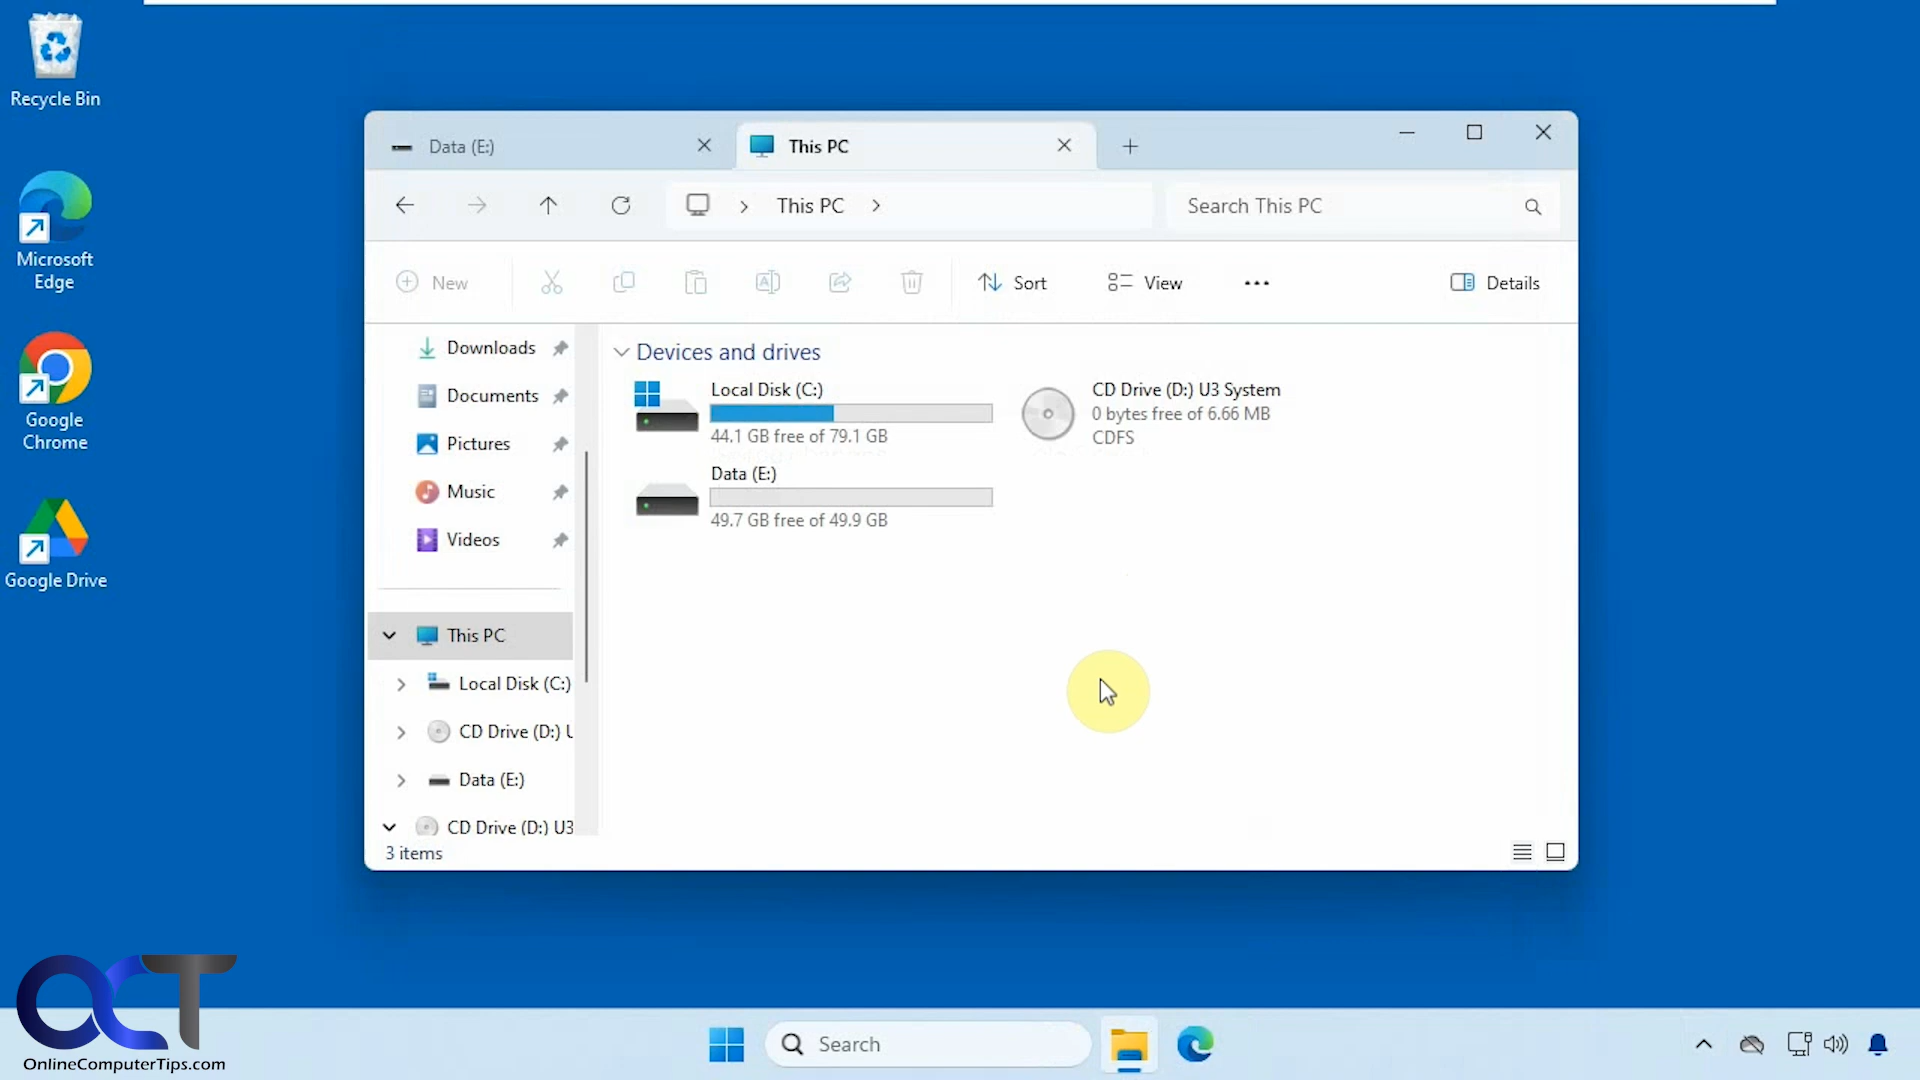 Recycle Bin
Microsoft
Edge
Google
Chrome
Google Drive
Data (E:)
This PC
This PC
Search This PC
New
Sort
View
Details
Downloads
Documents
Pictures
Music
Videos
This PC
Local Disk (C:)
CD Drive (D:) U
Data (E:)
CD Drive (D:) U3
3 items
Devices and drives
Local Disk (C:)
44.1 GB free of 79.1 GB
CD Drive (D:) U3 System
0 bytes free of 6.66 MB
CDFS
Data (E:)
49.7 GB free of 49.9 GB
OCT
OnlineComputerTips.com
Search